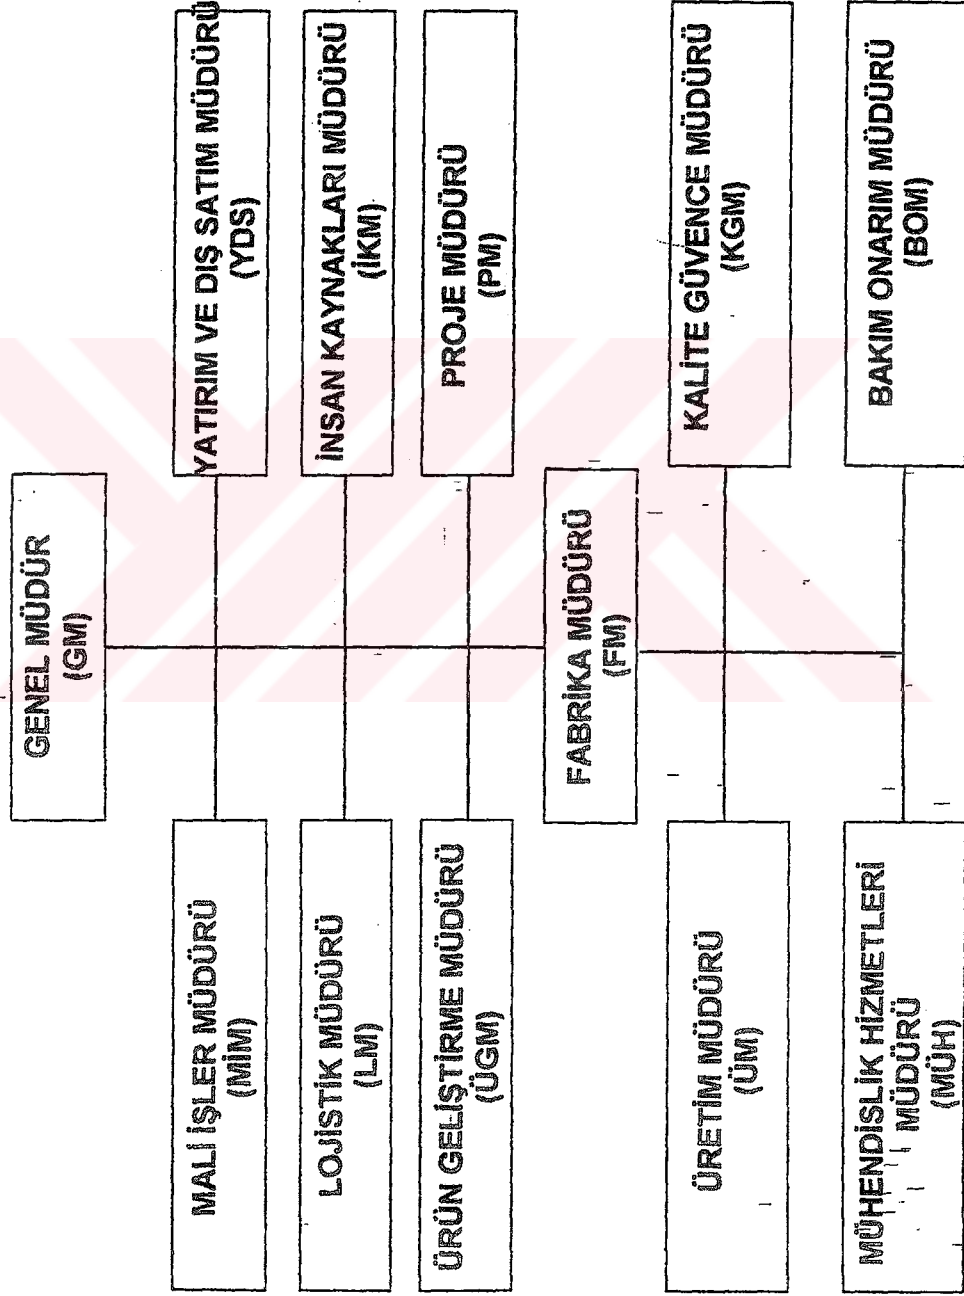 GENEL MÜDÜR
(GM)
MALİ İŞLER MÜDÜRÜ
(MİM)
YATIRIM VE DIŞ SATIM MÜDÜRÜ
(YDS)
LOJİSTİK MÜDÜRÜ
(LM)
İNSAN KAYNAKLARI MÜDÜRÜ
(İKM)
ÜRÜN GELİŞTİRME MÜDÜRÜ
(ÜGM)
PROJE MÜDÜRÜ
(PM)
FABRİKA MÜDÜRÜ
(FM)
ÜRETİM MÜDÜRÜ
(ÜM)
KALİTE GÜVENCE MÜDÜRÜ
(KGM)
MÜHENDİSLİK HİZMETLERİ
MÜDÜRÜ
(MÜH)
BAKIM ONARIM MÜDÜRÜ
(BOM)